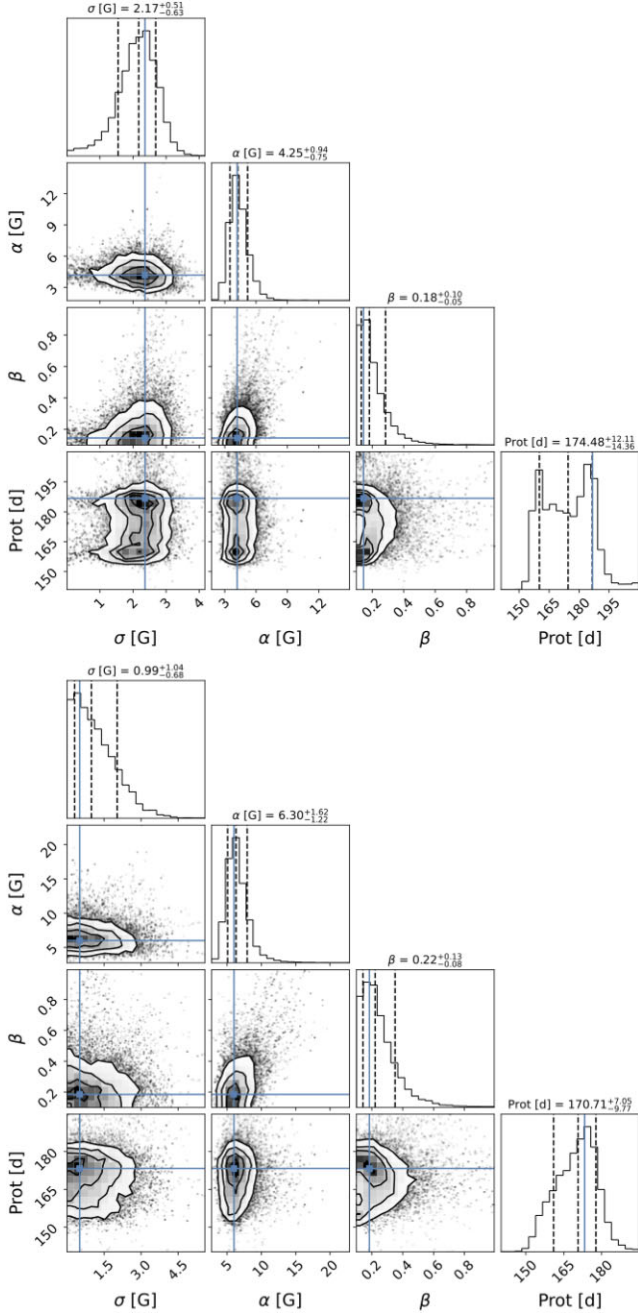 σ [G] = 2.17+0.51−0.63
α [G] = 4.25+0.94−0.75
12
9
6
3
α [G]
β = 0.18+0.10−0.05
0.8
0.6
0.4
0.2
β
Prot [d] = 174.48+12.11−14.36
195
180
165
150
Prot [d]
1 2 3 4
3 6 9 12
0.2 0.4 0.6 0.8
150 165 180 195
σ [G] α [G] β Prot [d]
σ [G] = 0.99+1.04−0.68
α [G] = 6.30+1.62−1.22
20
15
10
5
α [G]
β = 0.22+0.13−0.08
0.8
0.6
0.4
0.2
β
Prot [d] = 170.71+7.05−9.77
180
165
150
Prot [d]
1.5 3.0 4.5
5 10 15 20
0.2 0.4 0.6 0.8
150 165 180
σ [G] α [G] β Prot [d]